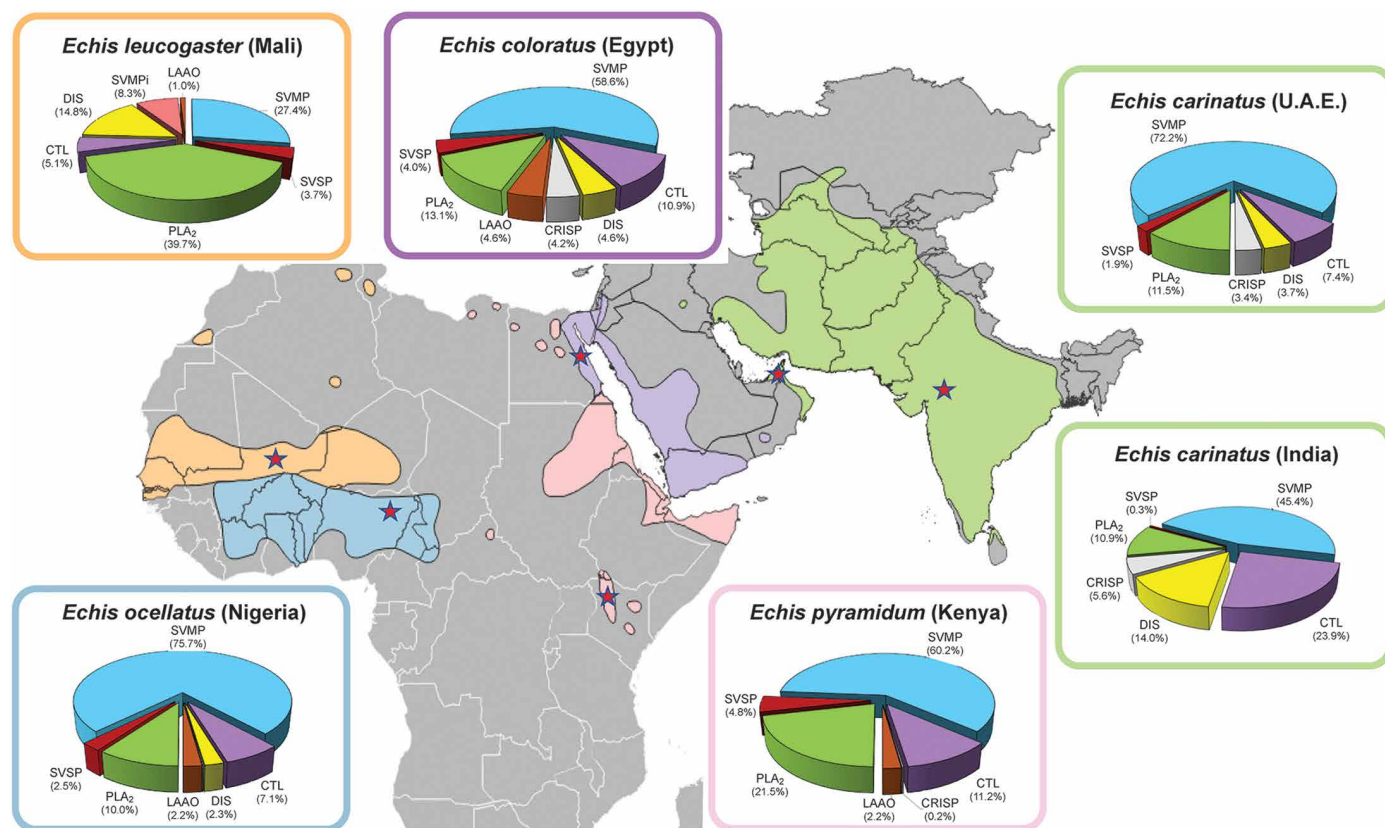 Echis leucogaster (Mali)
LAAO
(1.0%)
SVMPi
(8.3%)
SVMP
(27.4%)
DIS
(14.8%)
CTL
(5.1%)
SVSP
(3.7%)
PLA₂
(39.7%)
Echis coloratus (Egypt)
SVMP
(58.6%)
SVSP
(4.0%)
PLA₂
(13.1%)
LAAO
(4.6%)
CRISP
(4.2%)
DIS
(4.6%)
CTL
(10.9%)
Echis carinatus (U.A.E.)
SVMP
(72.2%)
SVSP
(1.9%)
PLA₂
(11.5%)
CRISP
(3.4%)
DIS
(3.7%)
CTL
(7.4%)
Echis carinatus (India)
SVMP
(45.4%)
SVSP
(0.3%)
PLA₂
(10.9%)
CRISP
(5.6%)
DIS
(14.0%)
CTL
(23.9%)
Echis ocellatus (Nigeria)
SVMP
(75.7%)
SVSP
(2.5%)
PLA₂
(10.0%)
LAAO
(2.2%)
DIS
(2.3%)
CTL
(7.1%)
Echis pyramidum (Kenya)
SVMP
(60.2%)
SVSP
(4.8%)
PLA₂
(21.5%)
LAAO
(2.2%)
CRISP
(0.2%)
CTL
(11.2%)